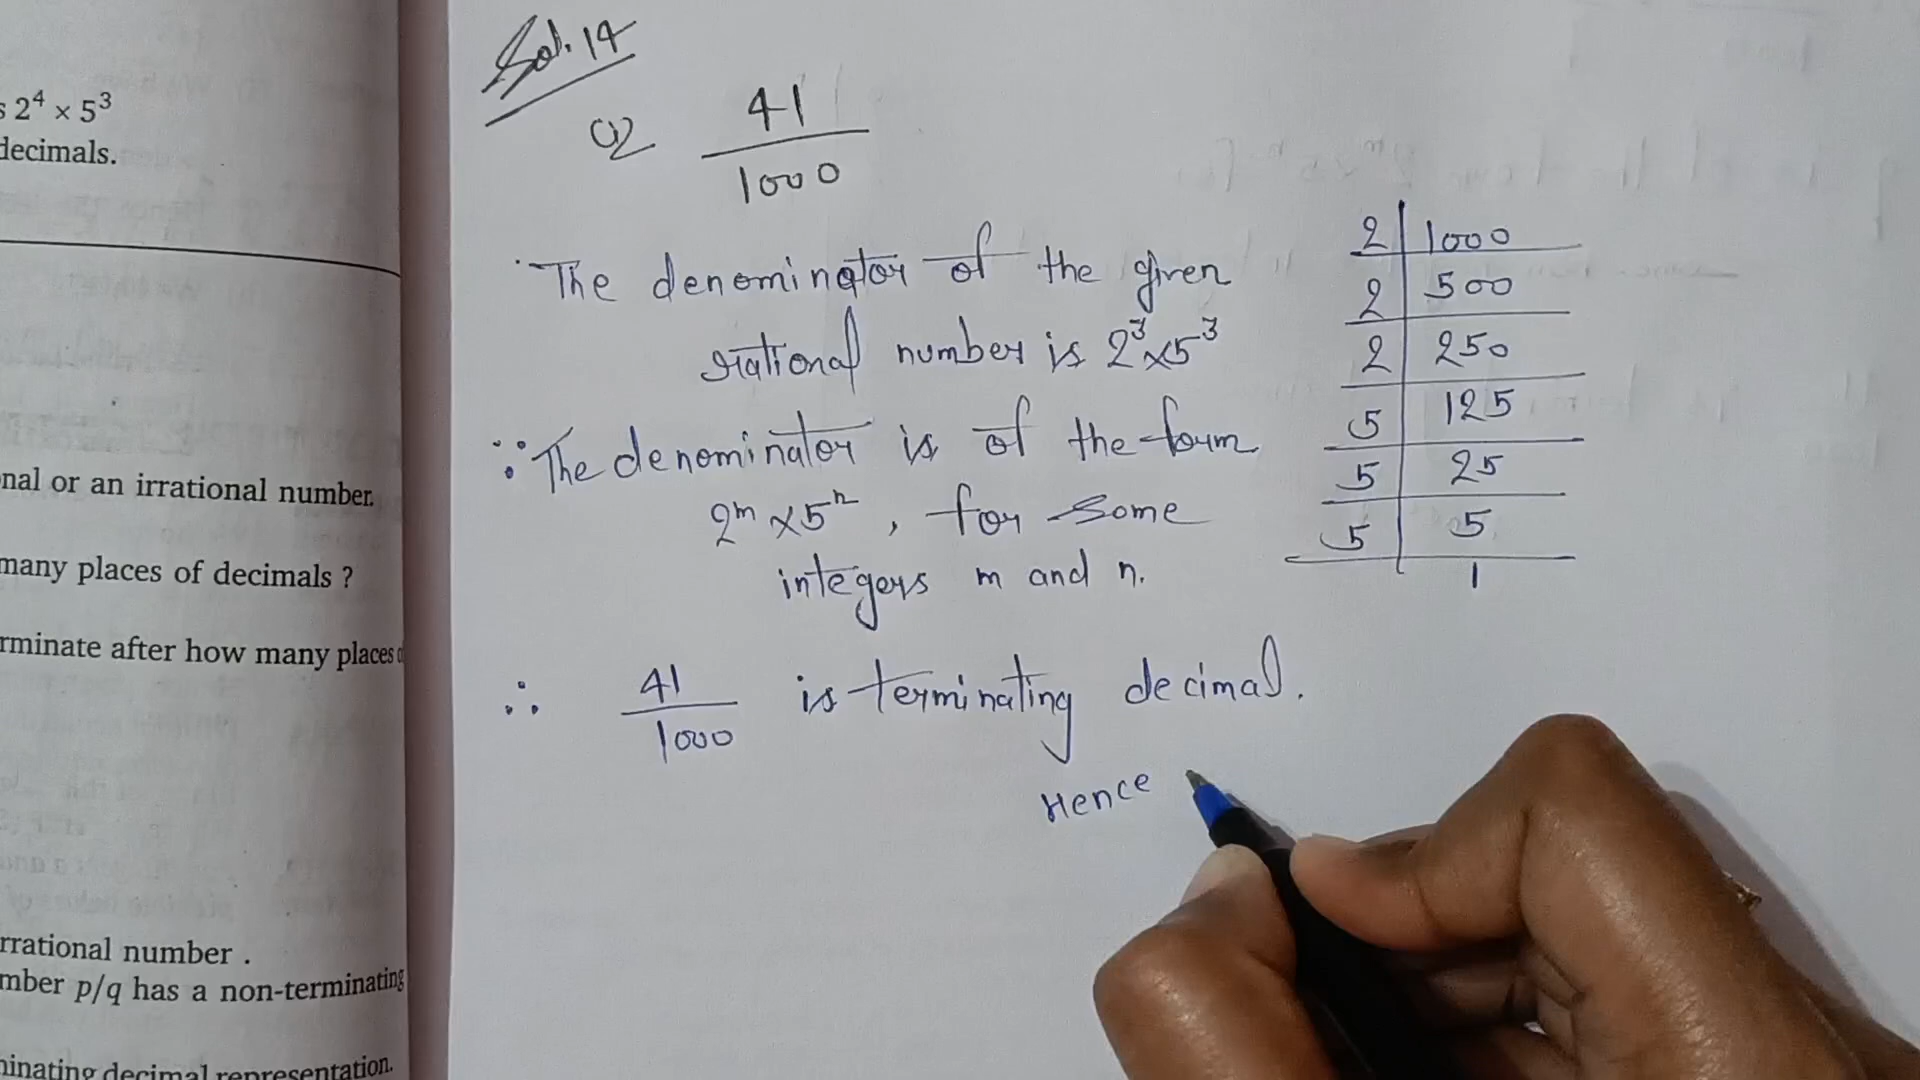 s 2⁴ × 5³
decimals.
nal or an irrational number.
many places of decimals ?
rminate after how many places
rrational number .
mber p/q has a non-terminating
minating decimal representation.
Sol. 14
41
1000
The denominator of the given
rational number is 2³×5³
∵ The denominator is of the form
2ᵐ×5ⁿ, for some
integers m and n.
∴ 41
1000 is terminating decimal.
Hence
2 | 1000
2 | 500
2 | 250
5 | 125
5 | 25
5 | 5
1